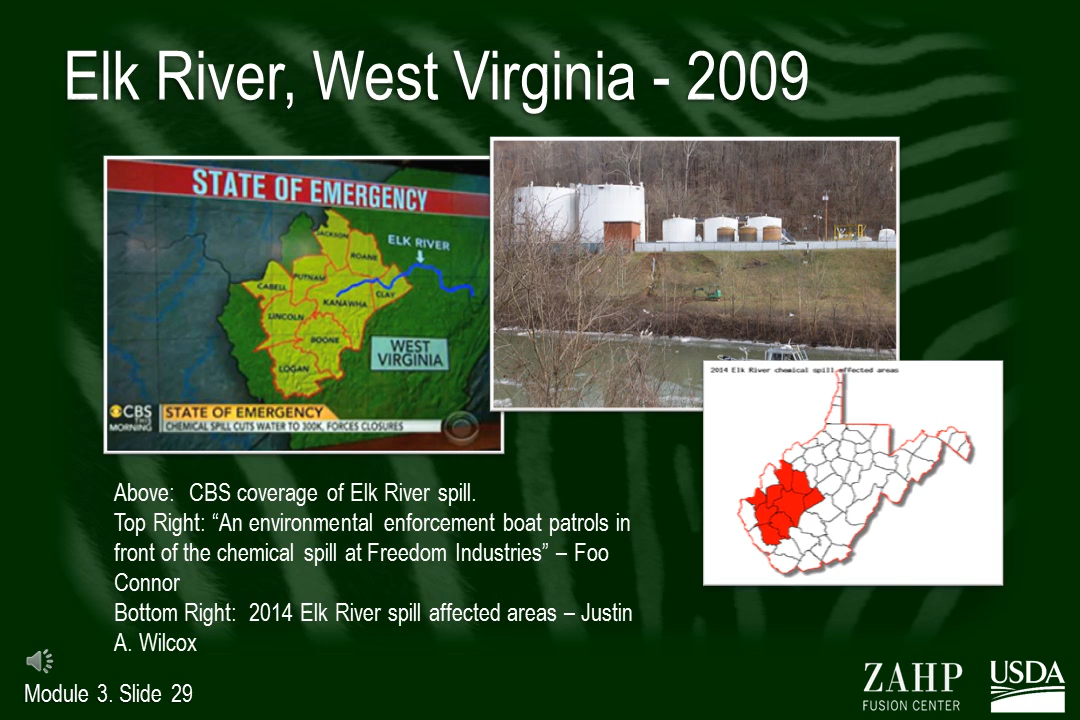 Elk River, West Virginia - 2009
STATE OF EMERGENCY
JACKSON
ELK RIVER
ROANE
PUTNAM
CABELL
CLAY
KANAWHA
LINCOLN
BOONE
WEST
VIRGINIA
LOGAN
CBS
THIS
MORNING
STATE OF EMERGENCY
CHEMICAL SPILL CUTS WATER TO 300K, FORCES CLOSURES
2014 Elk River chemical spill affected areas
Above:  CBS coverage of Elk River spill.
Top Right: “An environmental enforcement boat patrols in
front of the chemical spill at Freedom Industries” – Foo
Connor
Bottom Right:  2014 Elk River spill affected areas – Justin
A. Wilcox
Module 3. Slide 29
ZAHP
FUSION CENTER
USDA